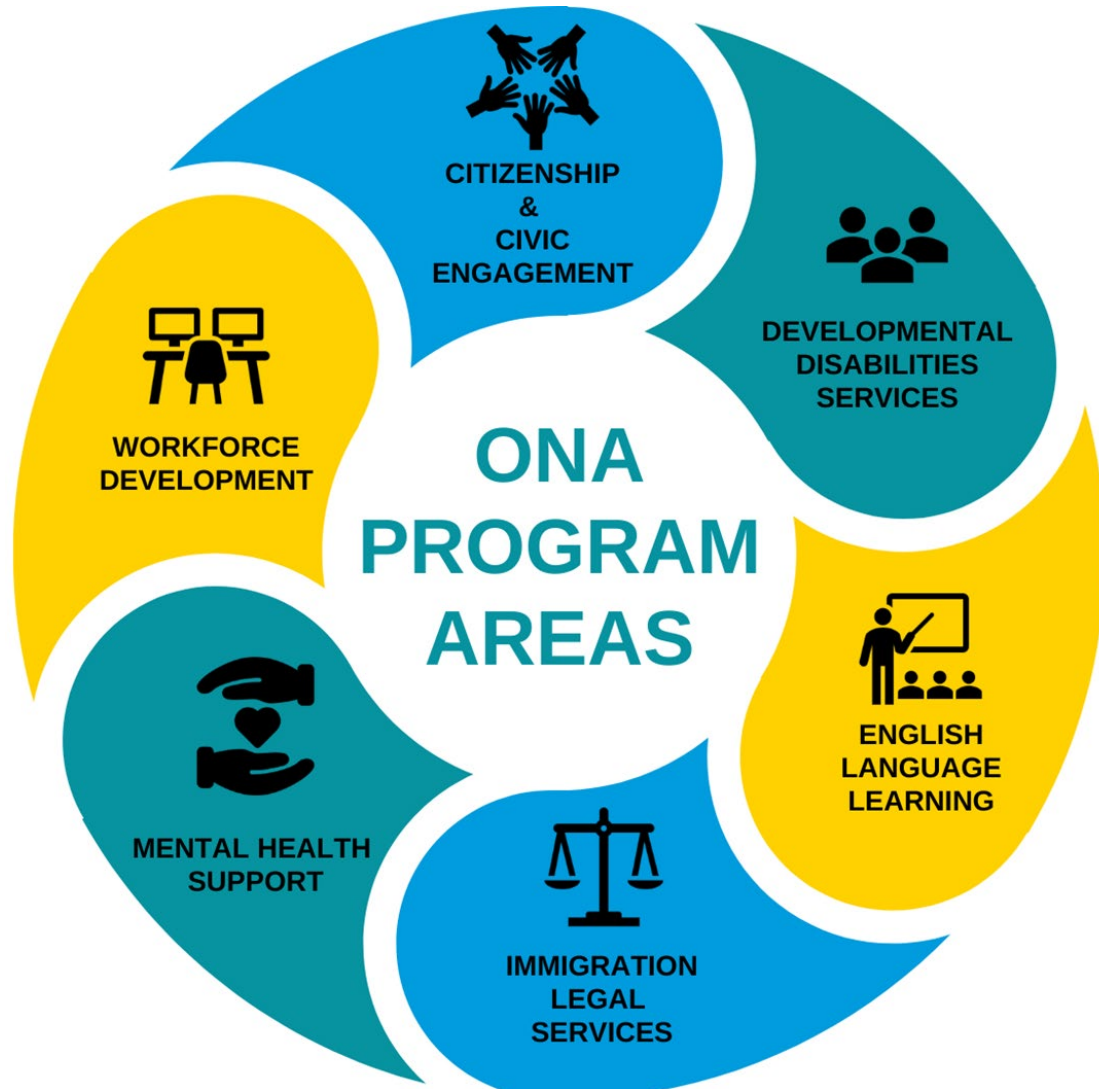 CITIZENSHIP
&
CIVIC
ENGAGEMENT
DEVELOPMENTAL
DISABILITIES
SERVICES
WORKFORCE
DEVELOPMENT
ONA
PROGRAM
AREAS
ENGLISH
LANGUAGE
LEARNING
MENTAL HEALTH
SUPPORT
IMMIGRATION
LEGAL
SERVICES